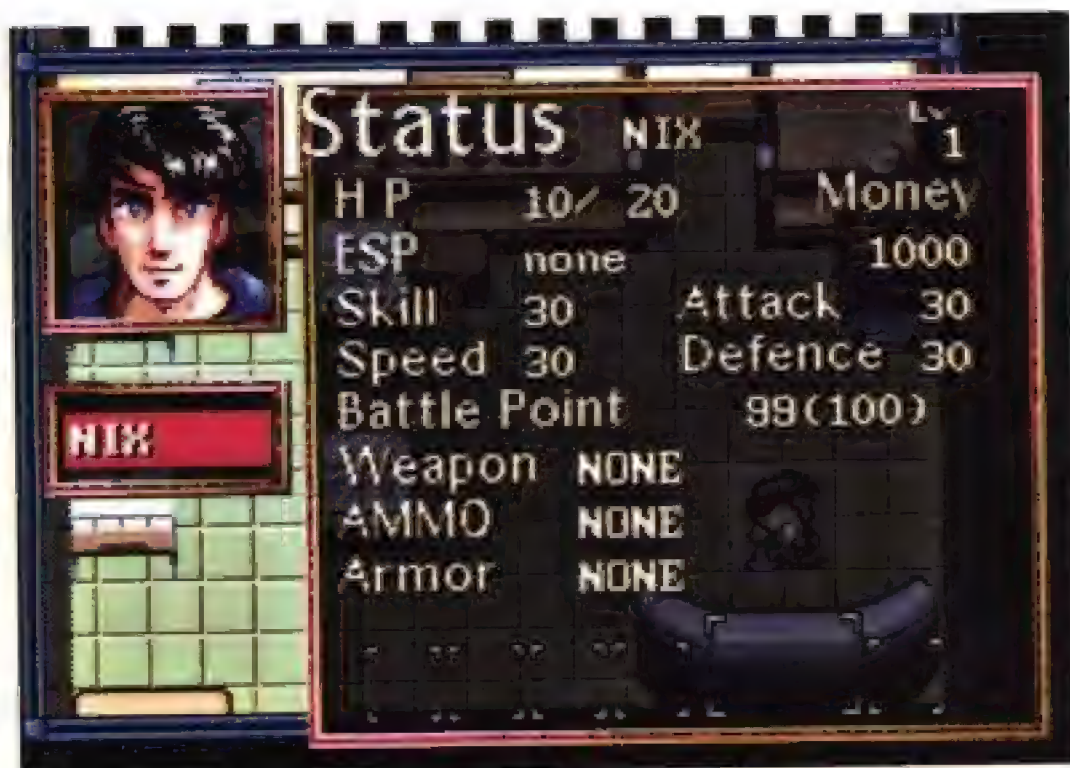 Status NIX Lv 1
HP 10/ 20 Money
ESP none 1000
Skill 30 Attack 30
Speed 30 Defence 30
Battle Point 99(100)
NIX
Weapon NONE
AMMO NONE
Armor NONE